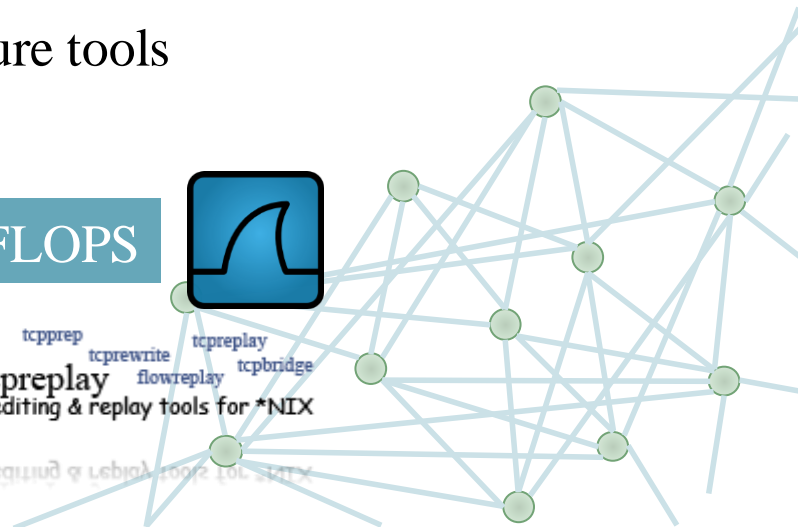 ure tools
FLOPS
tcpprep
tcprewrite
tcpreplay
flowreplay
tcpbridge
preplay
editing & replay tools for *NIX